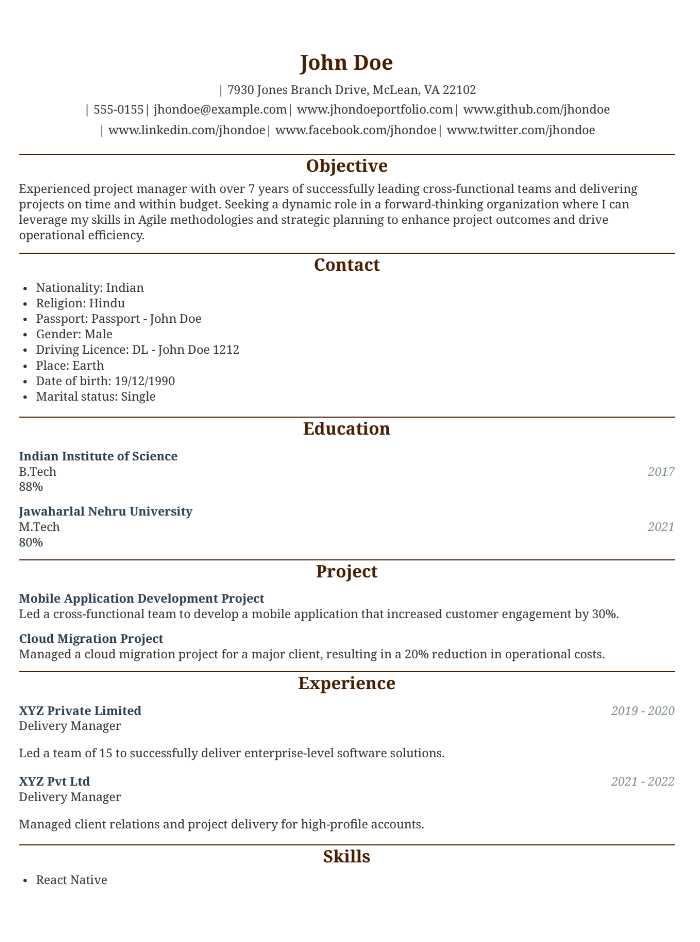 John Doe
| 7930 Jones Branch Drive, McLean, VA 22102
| 555-0155| jhondoe@example.com| www.jhondoeportfolio.com| www.github.com/jhondoe
| www.linkedin.com/jhondoe| www.facebook.com/jhondoe| www.twitter.com/jhondoe
Objective
Experienced project manager with over 7 years of successfully leading cross-functional teams and delivering
projects on time and within budget. Seeking a dynamic role in a forward-thinking organization where I can
leverage my skills in Agile methodologies and strategic planning to enhance project outcomes and drive
operational efficiency.
Contact
• Nationality: Indian
• Religion: Hindu
• Passport: Passport - John Doe
• Gender: Male
• Driving Licence: DL - John Doe 1212
• Place: Earth
• Date of birth: 19/12/1990
• Marital status: Single
Education
Indian Institute of Science
B.Tech 2017
88%
Jawaharlal Nehru University
M.Tech 2021
80%
Project
Mobile Application Development Project
Led a cross-functional team to develop a mobile application that increased customer engagement by 30%.
Cloud Migration Project
Managed a cloud migration project for a major client, resulting in a 20% reduction in operational costs.
Experience
XYZ Private Limited 2019 - 2020
Delivery Manager
Led a team of 15 to successfully deliver enterprise-level software solutions.
XYZ Pvt Ltd 2021 - 2022
Delivery Manager
Managed client relations and project delivery for high-profile accounts.
Skills
• React Native